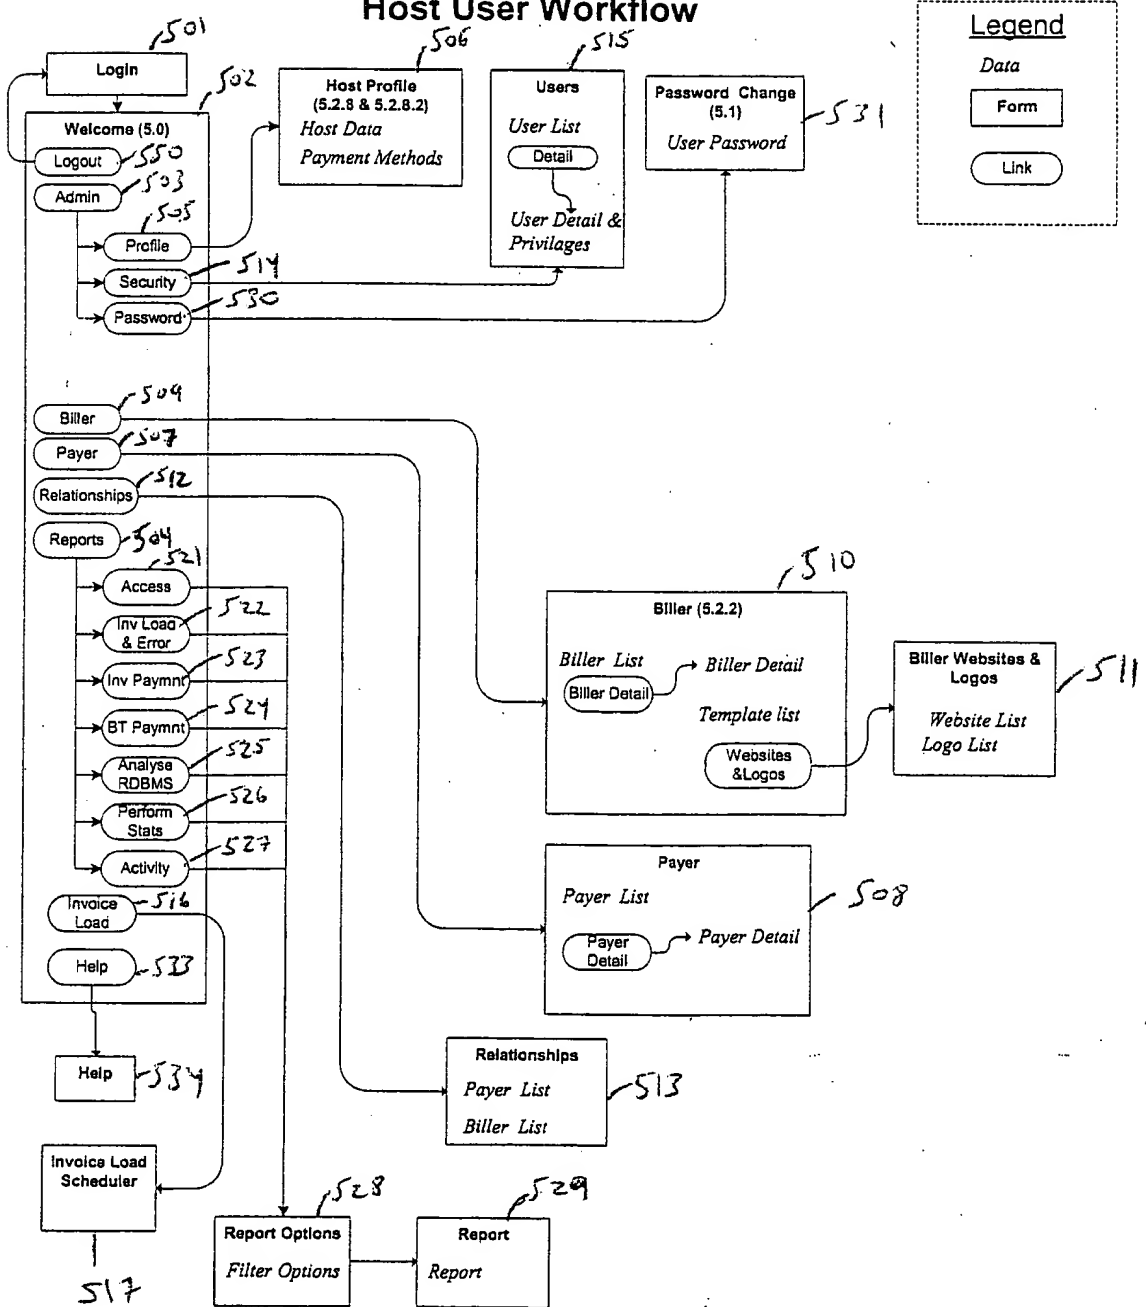 Host User Workflow
501
506
515
Legend
Data
Form
Link
Login
502
Host Profile
(5.2.8 & 5.2.8.2)
Host Data
Payment Methods
Users
User List
Detail
User Detail &
Privilages
Password Change
(5.1)
User Password
531
Welcome (5.0)
Logout
550
Admin
503
505
Profile
Security
514
Password
530
Biller
509
Payer
507
Relationships
512
Reports
504
521
Access
Inv Load
& Error
522
Inv Paymnt
523
BT Paymnt
524
Analyse
RDBMS
525
Perform
Stats
526
Activity
527
Invoice
Load
516
Help
533
510
Biller (5.2.2)
Biller List
Biller Detail
Biller Detail
Template list
Websites
&Logos
Biller Websites &
Logos
Website List
Logo List
511
Payer
Payer List
Payer
Detail
Payer Detail
508
Relationships
Payer List
Biller List
513
Help
534
Invoice Load
Scheduler
517
528
Report Options
Filter Options
529
Report
Report